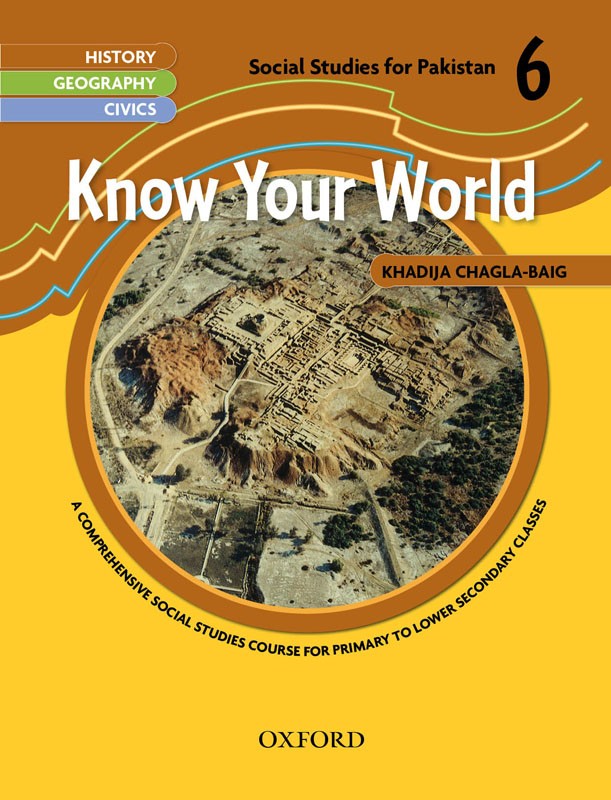 HISTORY
GEOGRAPHY
CIVICS
Social Studies for Pakistan 6
Know Your World
KHADIJA CHAGLA-BAIG
A COMPREHENSIVE SOCIAL STUDIES COURSE FOR PRIMARY TO LOWER SECONDARY CLASSES
OXFORD